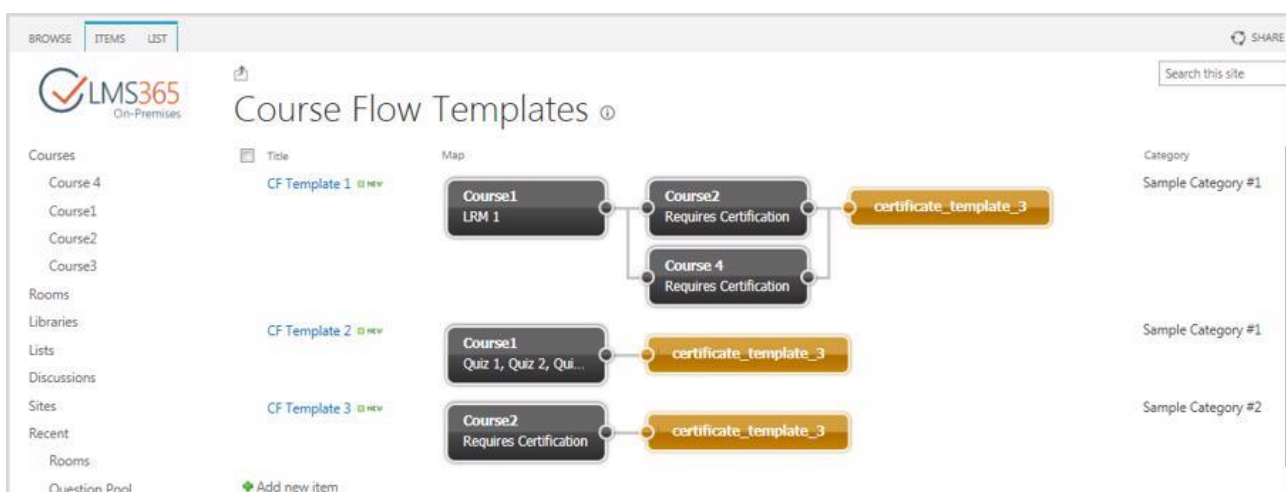 BROWSE ITEMS LIST SHARE
LMS365
On-Premises
Search this site
Course Flow Templates
Courses
Course 4
Course1
Course2
Course3
Rooms
Libraries
Lists
Discussions
Sites
Recent
Rooms
Question Pool
Title Map Category
CF Template 1 NEW
Course1
LRM 1
Course2
Requires Certification
certificate_template_3
Sample Category #1
Course 4
Requires Certification
CF Template 2 NEW
Course1
Quiz 1, Quiz 2, Qui...
certificate_template_3
Sample Category #1
CF Template 3 NEW
Course2
Requires Certification
certificate_template_3
Sample Category #2
Add new item